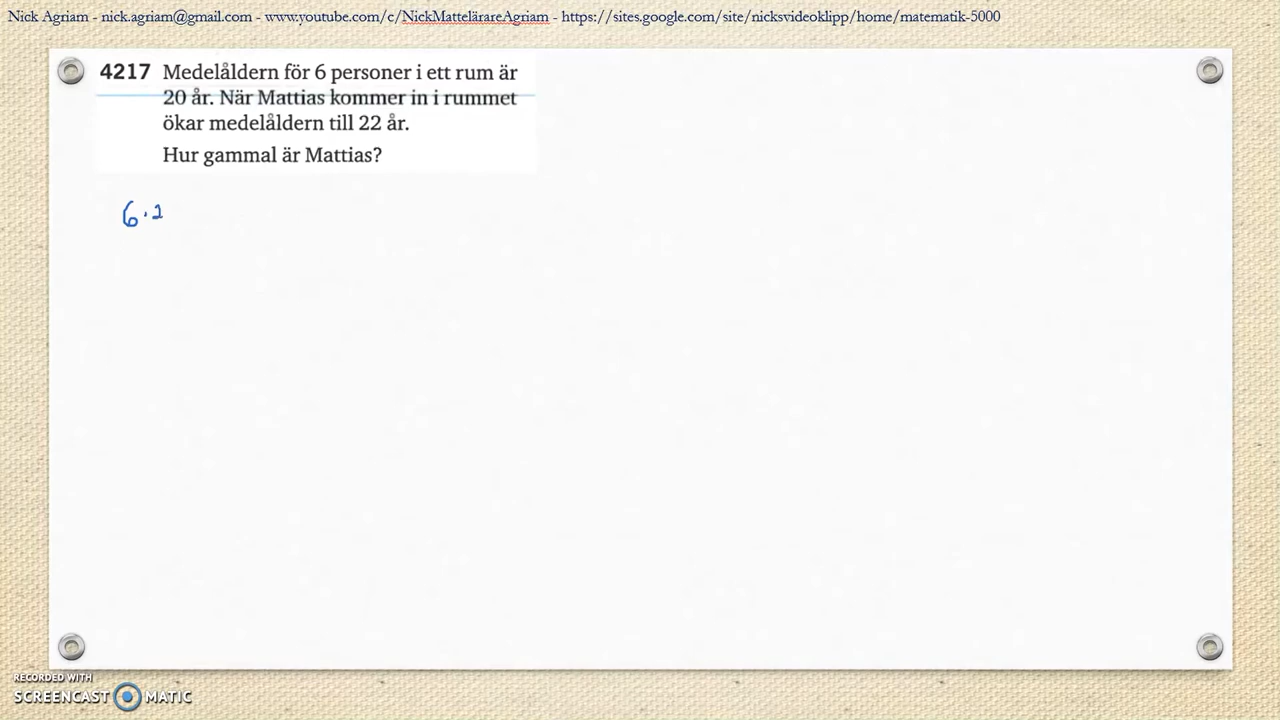 Nick Agriam - nick.agriam@gmail.com - www.youtube.com/c/NickMattelärareAgriam - https://sites.google.com/site/nicksvideoklipp/home/matematik-5000
4217 Medelåldern för 6 personer i ett rum är
20 år. När Mattias kommer in i rummet
ökar medelåldern till 22 år.
Hur gammal är Mattias?
6·2
RECORDED WITH
SCREENCAST MATIC